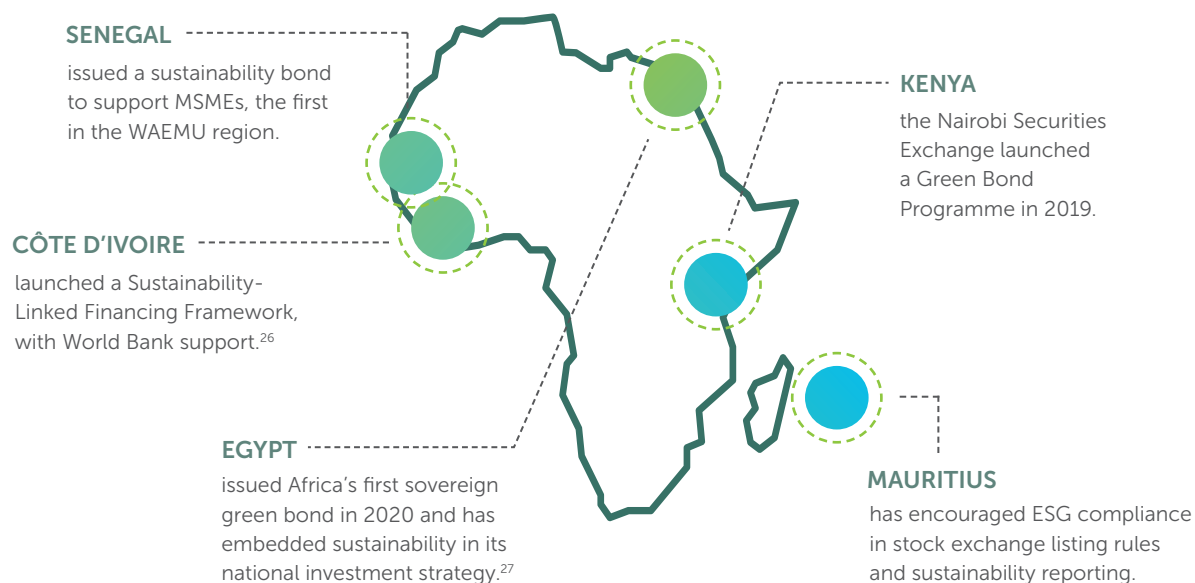 SENEGAL
issued a sustainability bond
to support MSMEs, the first
in the WAEMU region.
CÔTE D’IVOIRE
launched a Sustainability-
Linked Financing Framework,
with World Bank support.26
EGYPT
issued Africa’s first sovereign
green bond in 2020 and has
embedded sustainability in its
national investment strategy.27
KENYA
the Nairobi Securities
Exchange launched
a Green Bond
Programme in 2019.
MAURITIUS
has encouraged ESG compliance
in stock exchange listing rules
and sustainability reporting.